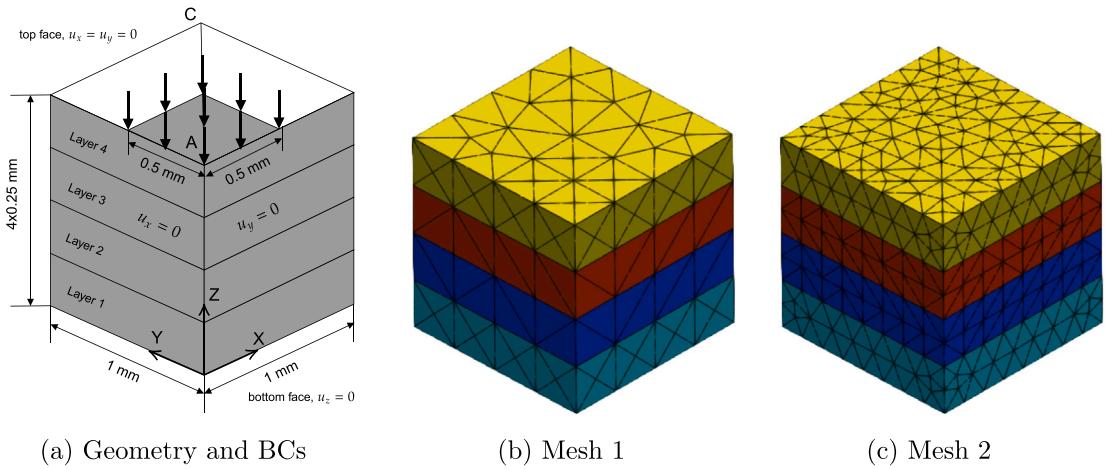 C
top face, u_x = u_y = 0
A
0.5 mm
0.5 mm
Layer 4
Layer 3
Layer 2
Layer 1
4x0.25 mm
u_x = 0
u_y = 0
Z
Y
X
1 mm
1 mm
bottom face, u_z = 0
(a) Geometry and BCs
(b) Mesh 1
(c) Mesh 2